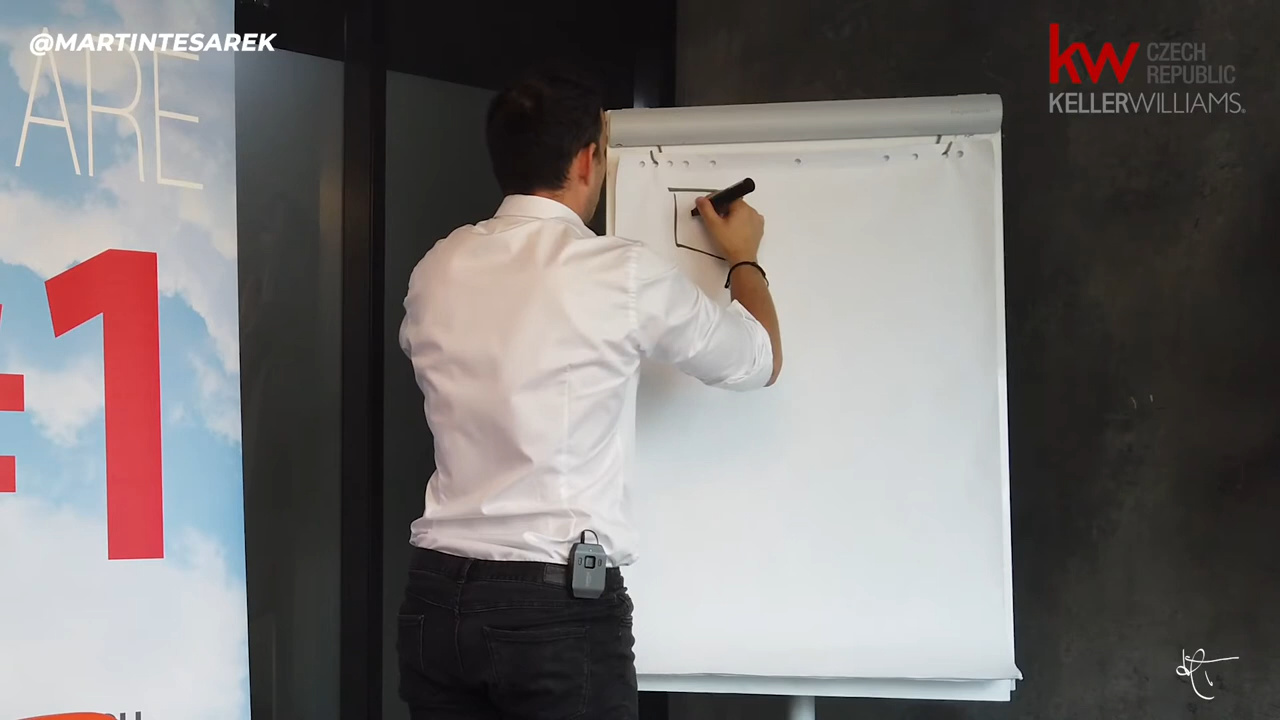 @MARTINTESAREK
ARE
#1
kw CZECH
REPUBLIC
KELLERWILLIAMS.